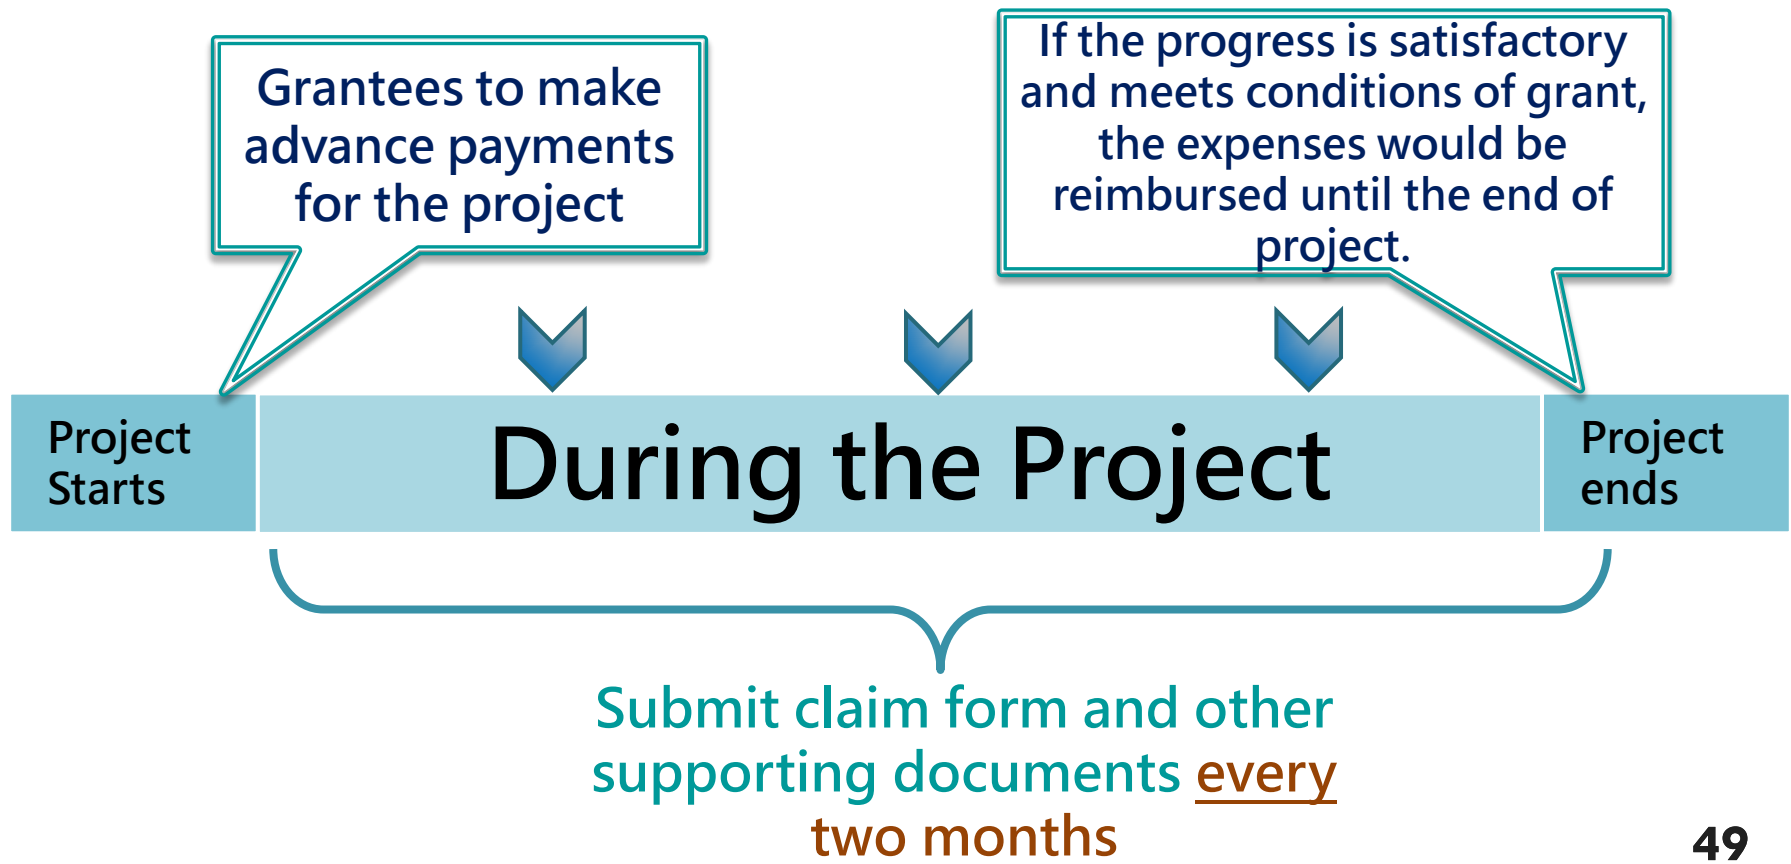 Grantees to make
advance payments
for the project
If the progress is satisfactory
and meets conditions of grant,
the expenses would be
reimbursed until the end of
project.
Project
Starts
During the Project
Project
ends
Submit claim form and other
supporting documents every
two months
49